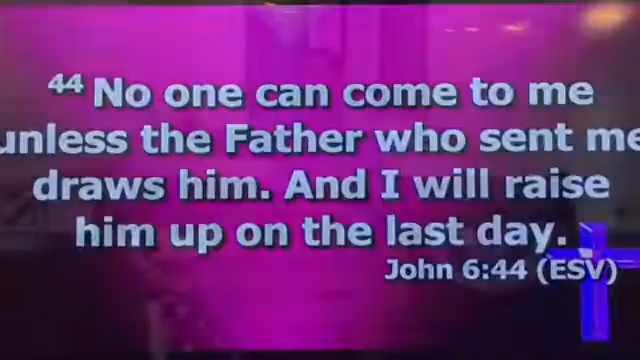 44 No one can come to me
unless the Father who sent me
draws him. And I will raise
him up on the last day.
John 6:44 (ESV)